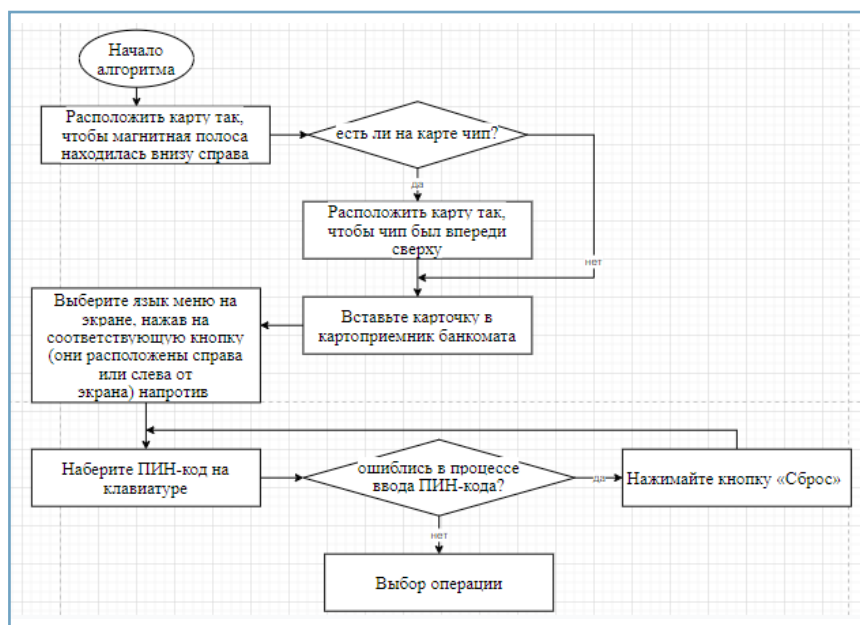 Начало
алгоритма
Расположить карту так,
чтобы магнитная полоса
находилась внизу справа
есть ли на карте чип?
да
Расположить карту так,
чтобы чип был впереди
сверху
нет
Вставьте карточку в
картоприемник банкомата
Выберите язык меню на
экране, нажав на
соответствующую кнопку
(они расположены справа
или слева от
экрана) напротив
Наберите ПИН-код на
клавиатуре
ошиблись в процессе
ввода ПИН-кода?
да
Нажимайте кнопку «Сброс»
нет
Выбор операции